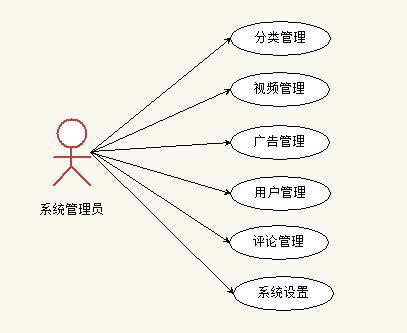 分类管理
视频管理
广告管理
用户管理
系统管理员
评论管理
系统设置